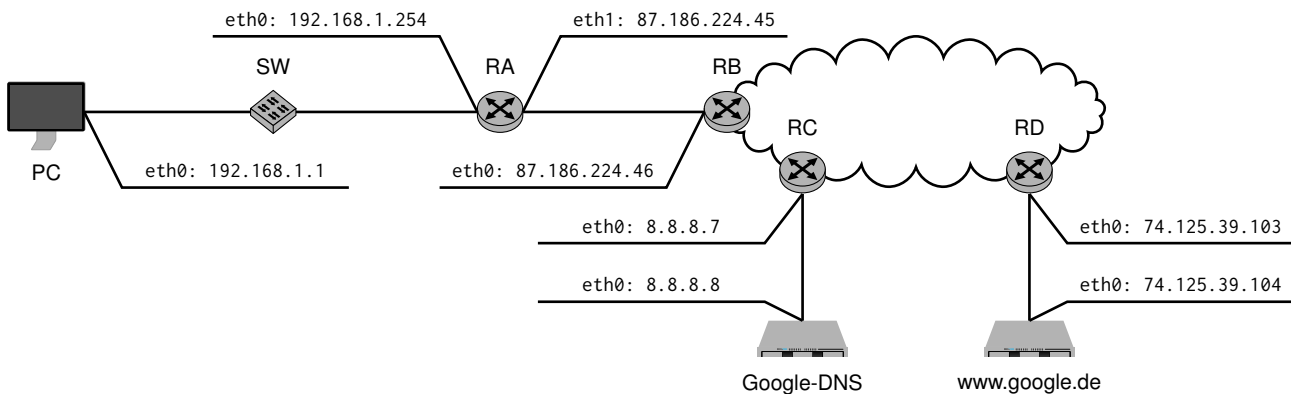 eth0: 192.168.1.254
eth1: 87.186.224.45
SW
RA
RB
RC
RD
PC
eth0: 192.168.1.1
eth0: 87.186.224.46
eth0: 8.8.8.7
eth0: 74.125.39.103
eth0: 8.8.8.8
eth0: 74.125.39.104
Google-DNS
www.google.de